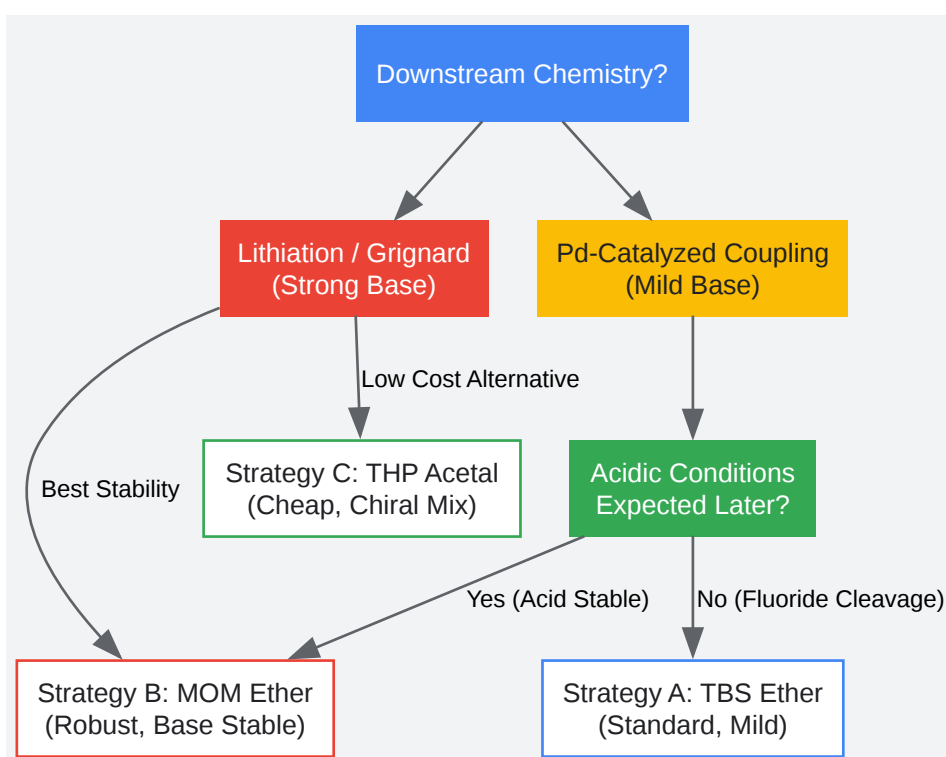 Downstream Chemistry?
Lithiation / Grignard
(Strong Base)
Pd-Catalyzed Coupling
(Mild Base)
Low Cost Alternative
Strategy C: THP Acetal
(Cheap, Chiral Mix)
Acidic Conditions
Expected Later?
Best Stability
Yes (Acid Stable)
No (Fluoride Cleavage)
Strategy B: MOM Ether
(Robust, Base Stable)
Strategy A: TBS Ether
(Standard, Mild)